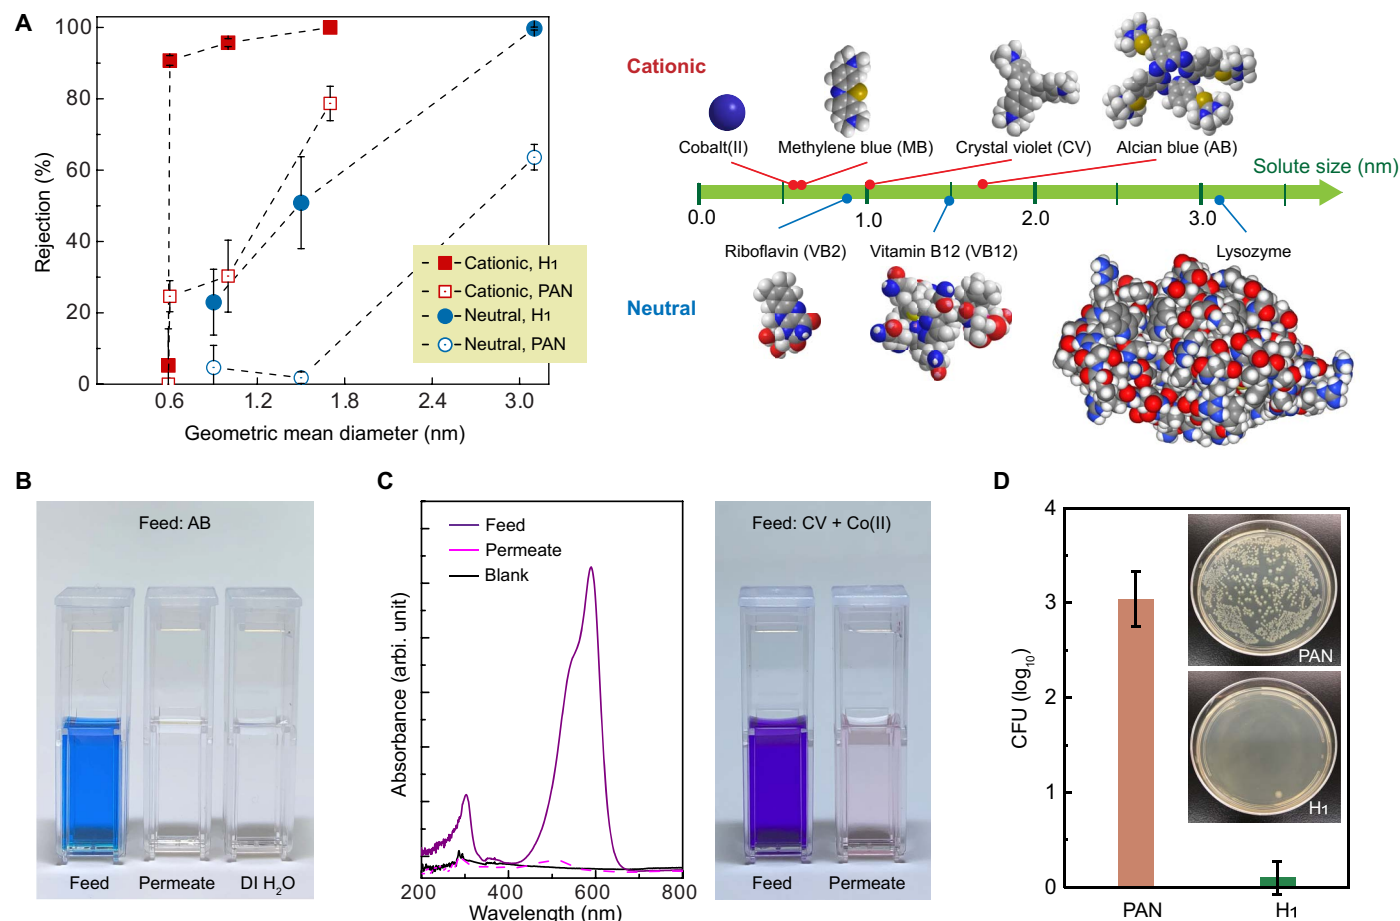 A
Rejection (%)
100
80
60
40
20
0
0.6
1.2
1.8
2.4
3.0
Geometric mean diameter (nm)
Cationic, H1
Cationic, PAN
Neutral, H1
Neutral, PAN
Cationic
Cobalt(II)
Methylene blue (MB)
Crystal violet (CV)
Alcian blue (AB)
Solute size (nm)
0.0
1.0
2.0
3.0
Riboflavin (VB2)
Vitamin B12 (VB12)
Lysozyme
Neutral
B
Feed: AB
Feed
Permeate
DI H₂O
C
Absorbance (arbi. unit)
Feed
Permeate
Blank
200
400
600
800
Wavelength (nm)
Feed: CV + Co(II)
Feed
Permeate
D
CFU (log₁₀)
4
3
2
1
0
PAN
H1
PAN
H1